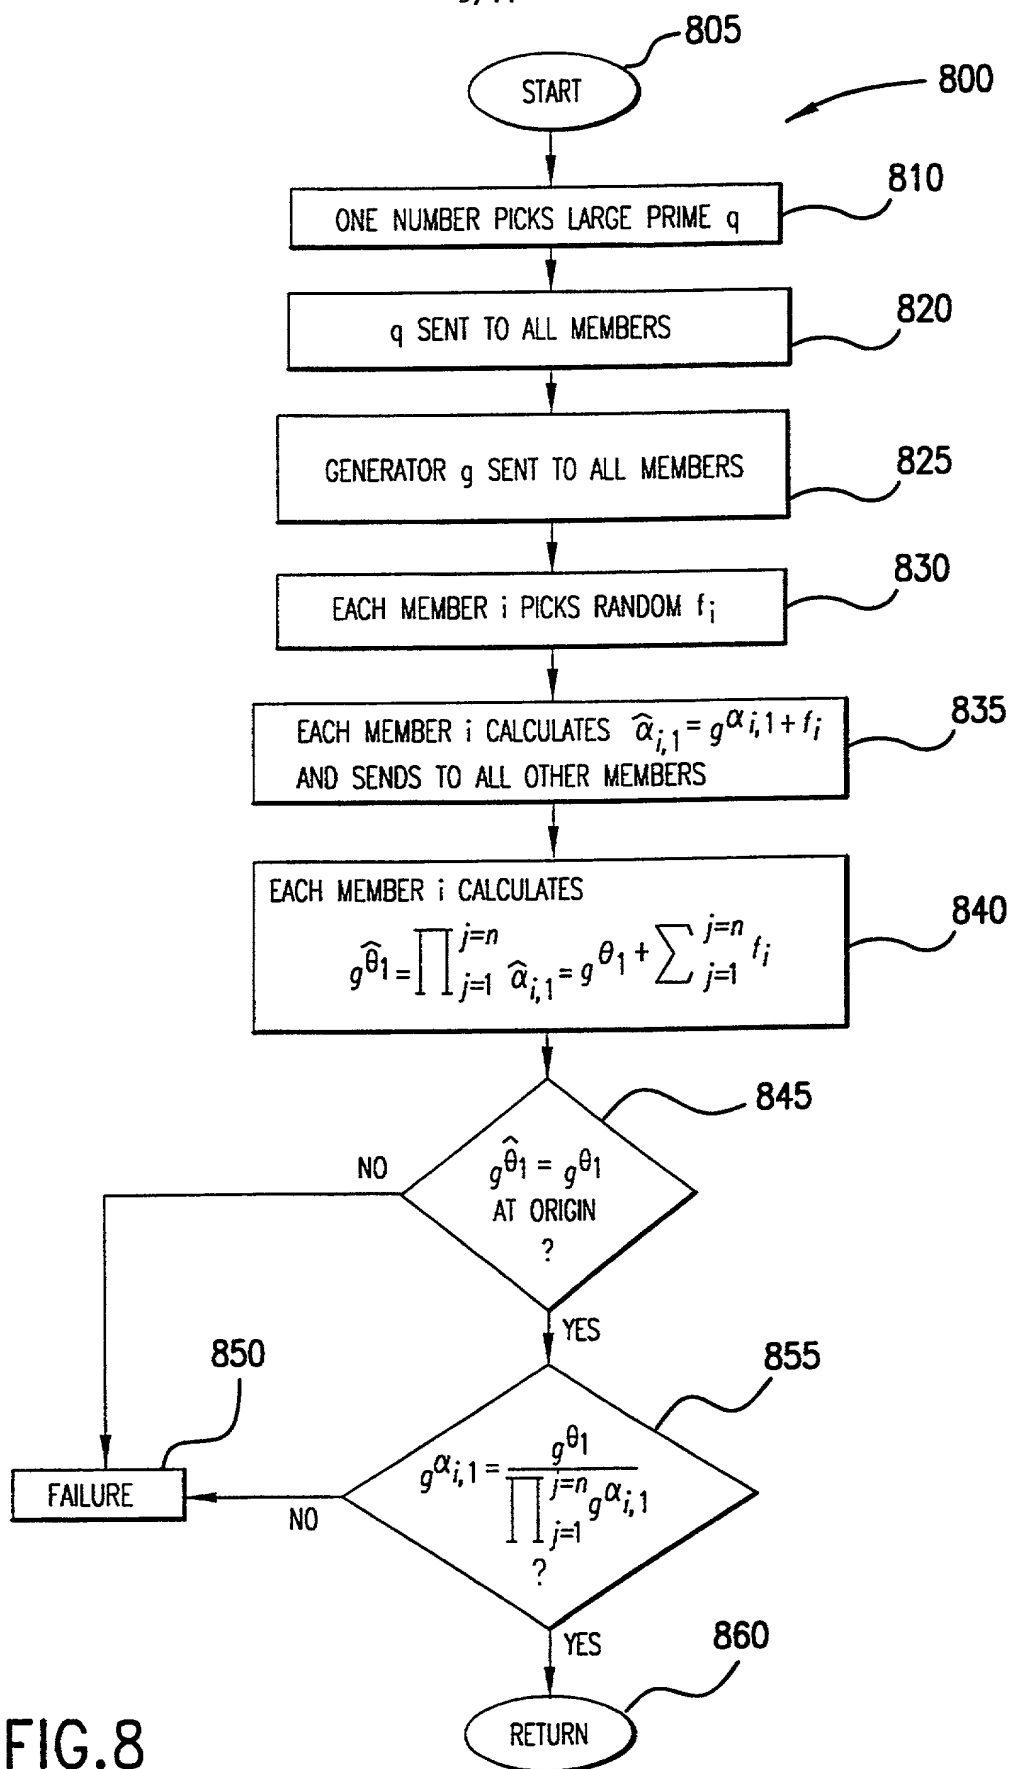 805
START
800
810
ONE NUMBER PICKS LARGE PRIME q
820
q SENT TO ALL MEMBERS
825
GENERATOR g SENT TO ALL MEMBERS
830
EACH MEMBER i PICKS RANDOM f_i
835
EACH MEMBER i CALCULATES α̂_{i,1} = g^{α_{i,1} + f_i}
AND SENDS TO ALL OTHER MEMBERS
840
EACH MEMBER i CALCULATES
g^{θ̂_1} = ∏_{j=1}^{j=n} α̂_{i,1} = g^{θ_1} + ∑_{j=1}^{j=n} f_i
845
NO
g^{θ̂_1} = g^{θ_1}
AT ORIGIN
?
YES
850
855
FAILURE
NO
g^{α_{i,1}} = g^{θ_1} / ∏_{j=1}^{j=n} g^{α_{i,1}}
?
YES
860
RETURN
FIG.8